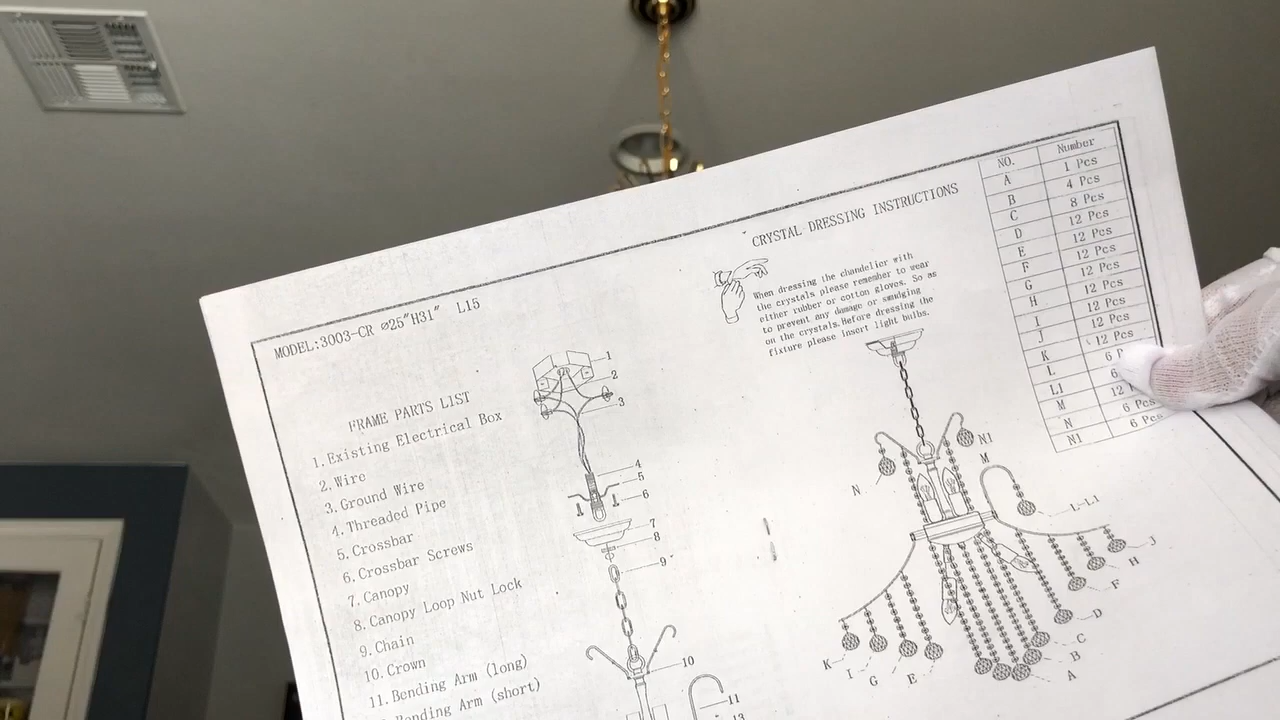 MODEL:3003-CR ⌀25″H31″ L15
FRAME PARTS LIST
1.Existing Electrical Box
2.Wire
3.Ground Wire
4.Threaded Pipe
5.Crossbar
6.Crossbar Screws
7.Canopy
8.Canopy Loop Nut Lock
9.Chain
10.Crown
11.Bending Arm (long)
Bending Arm (short)
1
2
3
4
5
6
7
8
9
10
11
CRYSTAL DRESSING INSTRUCTIONS
When dressing the chandelier with
the crystals please remember to wear
either rubber or cotton gloves. So as
to prevent any damage or smudging
on the crystals.Before dressing the
fixture please insert light bulbs.
N1
M
N
L-L1
J
H
F
D
C
B
A
E
G
I
K
NO. Number
A 1 Pcs
B 4 Pcs
C 8 Pcs
D 12 Pcs
E 12 Pcs
F 12 Pcs
G 12 Pcs
H 12 Pcs
I 12 Pcs
J 12 Pcs
K 12 Pcs
L 6
L1 6
M 12
N 6 Pcs
N1 6 Pcs